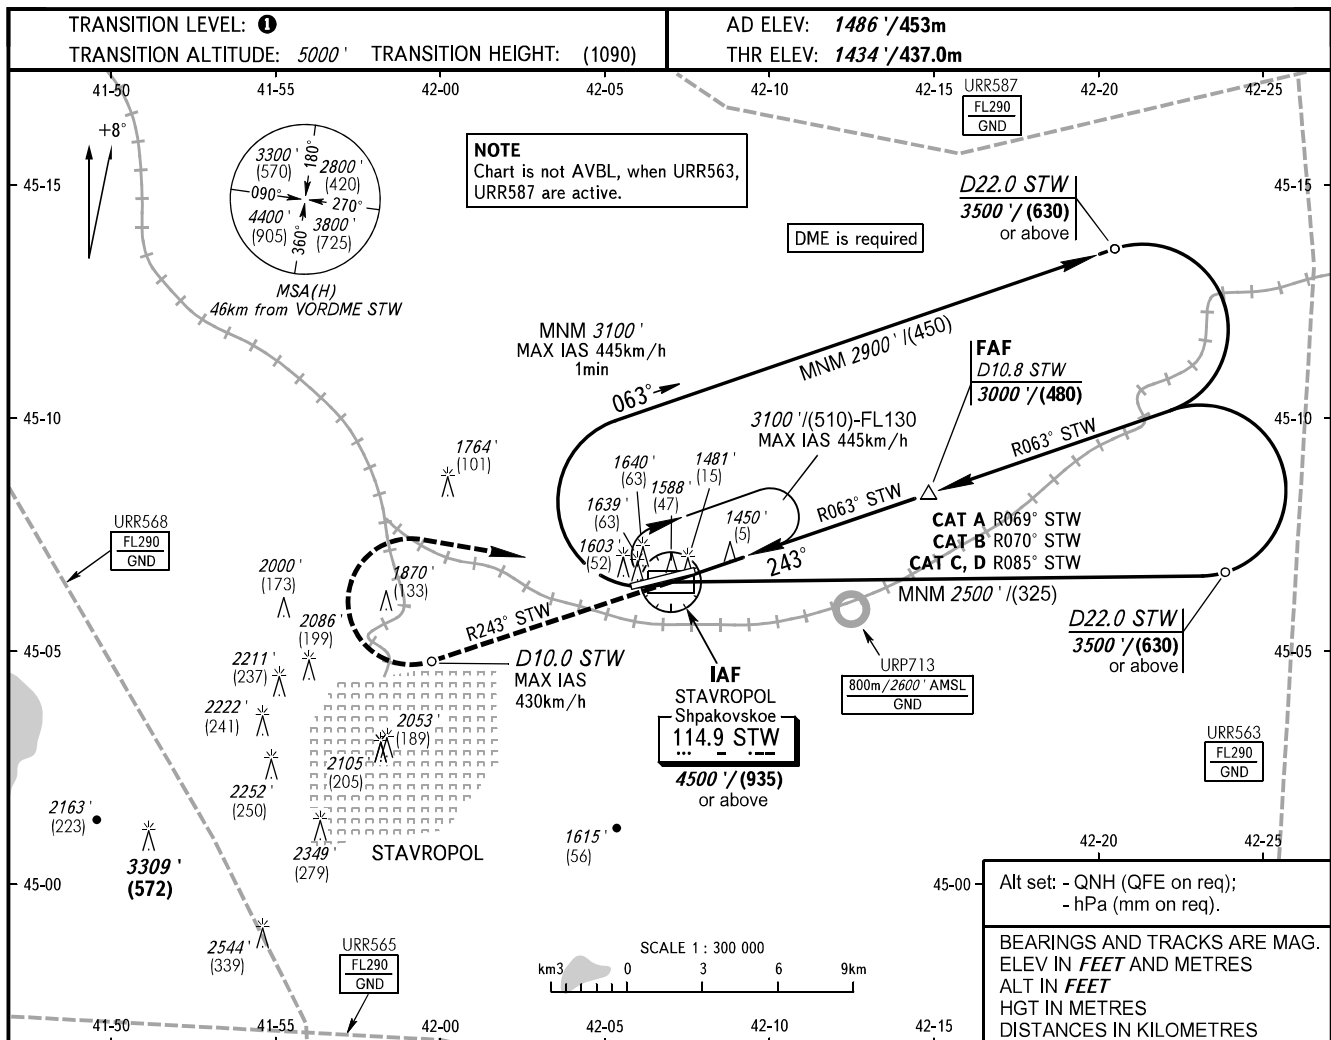 TRANSITION LEVEL: ❶
TRANSITION ALTITUDE: 5000 ' TRANSITION HEIGHT: (1090)
AD ELEV: 1486 '/453m
THR ELEV: 1434 '/437.0m
41-50 41-55 42-00 42-05 42-10 42-15 42-20 42-25
URR587
FL290
GND
+8°
3300 '
(570)
180°
2800 '
(420)
090°
270°
4400 '
(905)
360°
3800 '
(725)
MSA(H)
46km from VORDME STW
NOTE
Chart is not AVBL, when URR563,
URR587 are active.
45-15
45-15
D22.0 STW
3500 '/(630)
or above
DME is required
MNM 3100 '
MAX IAS 445km/h
1min
MNM 2900 '/(450)
063°
FAF
D10.8 STW
3000 '/(480)
45-10
45-10
3100 '/(510)-FL130
MAX IAS 445km/h
R063° STW
1764 '
(101)
1640 '
(63)
1481 '
(15)
1588 '
(47)
1639 '
(63)
1450 '
(5)
1603 '
(52)
R063° STW
243°
CAT A R069° STW
CAT B R070° STW
CAT C, D R085° STW
MNM 2500 '/(325)
URR568
FL290
GND
2000 '
(173)
1870 '
(133)
2086 '
(199)
R243° STW
D10.0 STW
MAX IAS
430km/h
D22.0 STW
3500 '/(630)
or above
45-05
45-05
2211 '
(237)
2222 '
(241)
2053 '
(189)
2105 '
(205)
2252 '
(250)
IAF
STAVROPOL
Shpakovskoe
114.9 STW
4500 '/(935)
or above
URP713
800m/2600' AMSL
GND
URR563
FL290
GND
2163 '
(223)
3309 '
(572)
2349 '
(279)
STAVROPOL
1615 '
(56)
42-20 42-25
45-00
45-00
2544 '
(339)
URR565
FL290
GND
SCALE 1 : 300 000
km3 0 3 6 9km
41-50 41-55 42-00 42-05 42-10 42-15
Alt set: - QNH (QFE on req);
- hPa (mm on req).
BEARINGS AND TRACKS ARE MAG.
ELEV IN FEET AND METRES
ALT IN FEET
HGT IN METRES
DISTANCES IN KILOMETRES